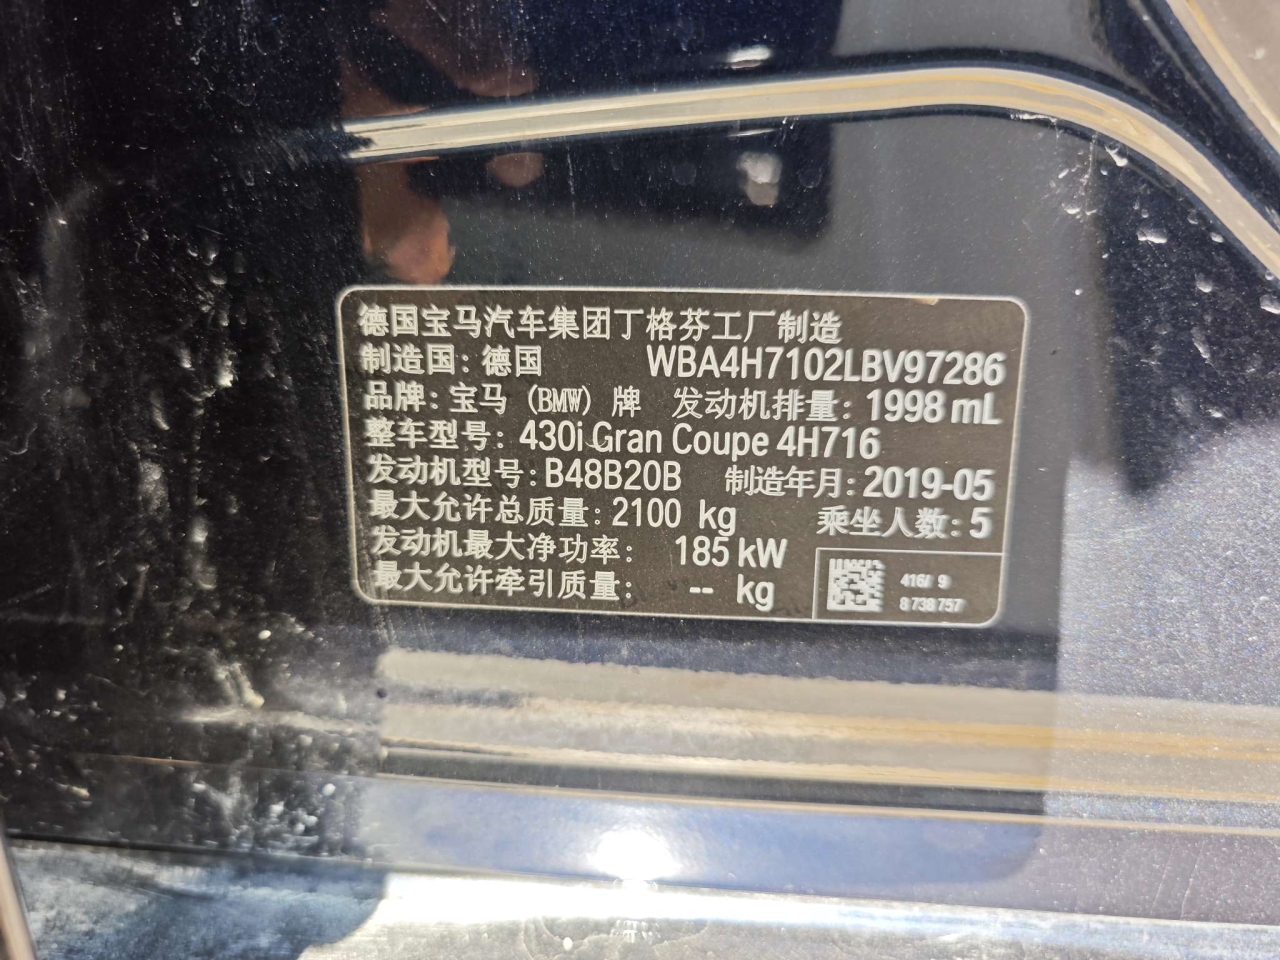 德国宝马汽车集团丁格芬工厂制造
制造国：德国 WBA4H7102LBV97286
品牌：宝马 (BMW) 牌 发动机排量：1998 mL
整车型号：430i Gran Coupe 4H716
发动机型号：B48B20B 制造年月：2019-05
最大允许总质量：2100 kg 乘坐人数：5
发动机最大净功率： 185 kW
最大允许牵引质量： -- kg
416/ 9
8 738 757